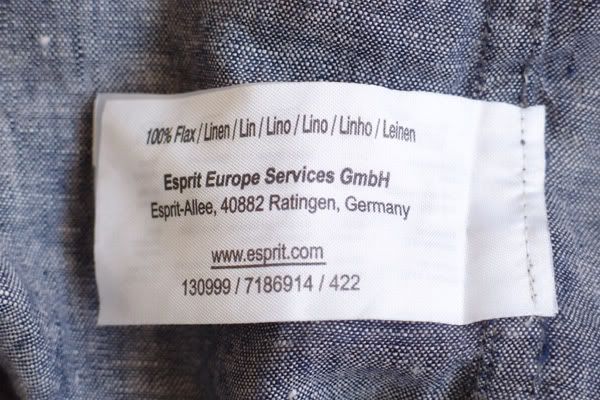 100% Flax / Linen / Lin / Lino / Lino / Linho / Leinen
Esprit Europe Services GmbH
Esprit-Allee, 40882 Ratingen, Germany
www.esprit.com
130999 / 7186914 / 422